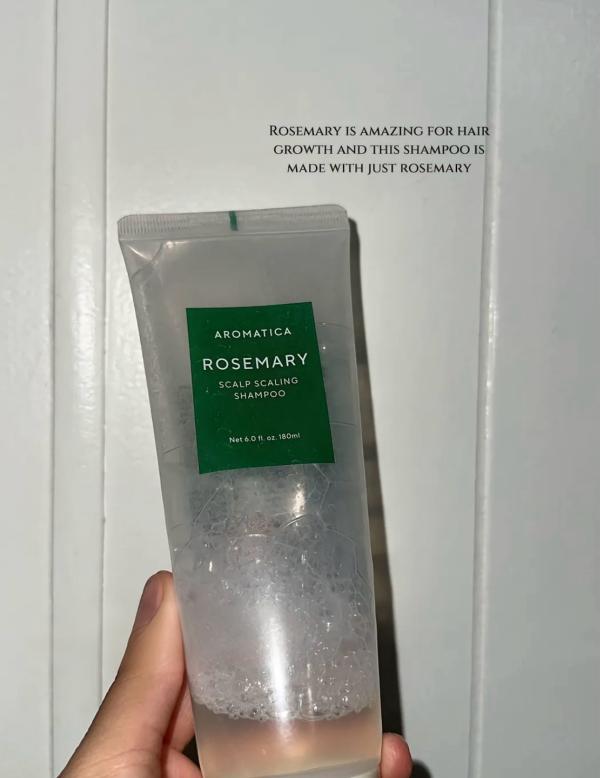 Rosemary is amazing for hair
growth and this shampoo is
made with just rosemary
AROMATICA
ROSEMARY
SCALP SCALING
SHAMPOO
Net 6.0 fl. oz. 180ml